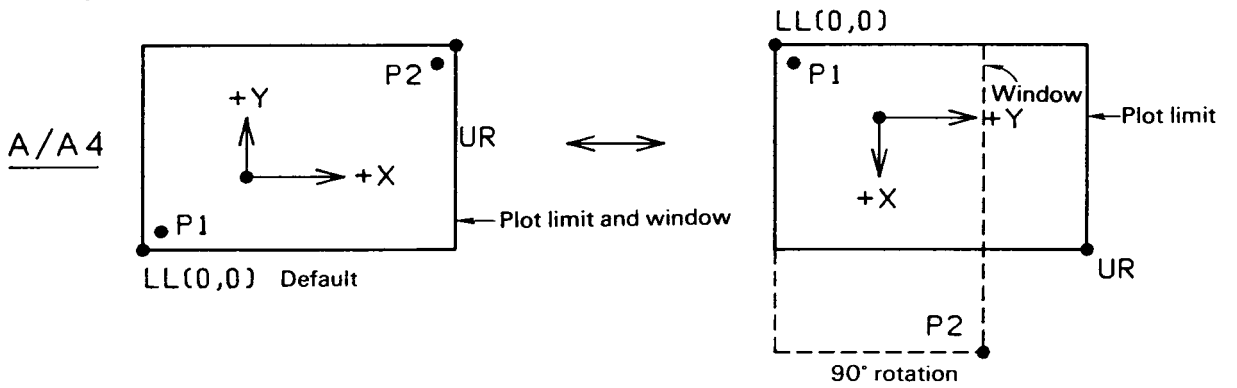 A/A4
P2
+Y
UR
+X
P1
Plot limit and window
LL(0,0) Default
LL(0,0)
P1
Window
+Y
Plot limit
+X
UR
P2
90° rotation